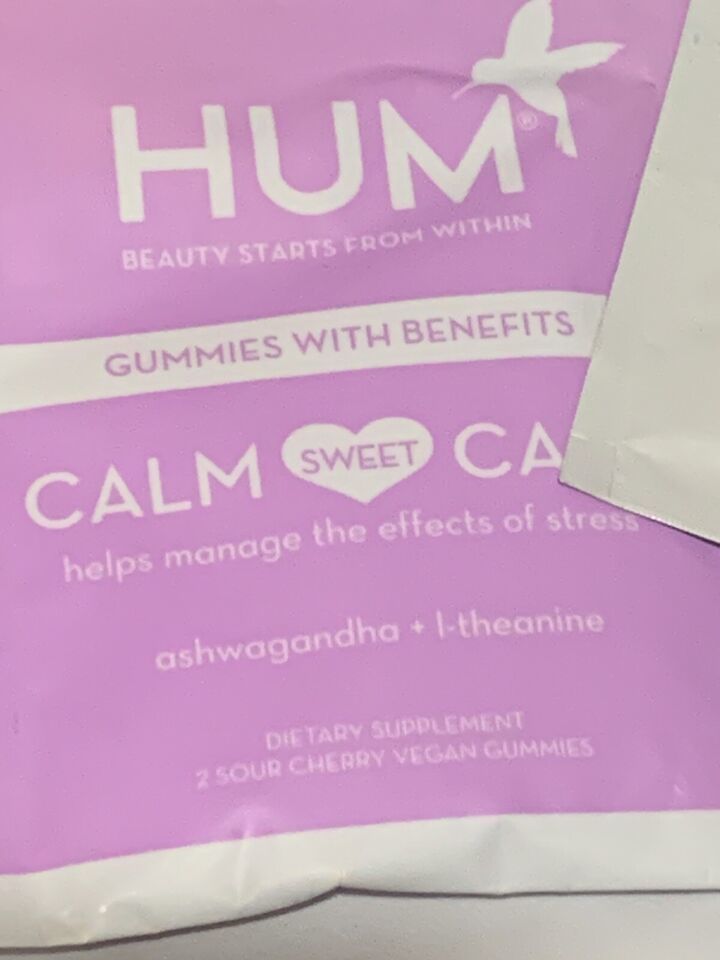 HUM®
BEAUTY STARTS FROM WITHIN
GUMMIES WITH BENEFITS
CALM SWEET CA
helps manage the effects of stress
ashwagandha + l-theanine
DIETARY SUPPLEMENT
2 SOUR CHERRY VEGAN GUMMIES